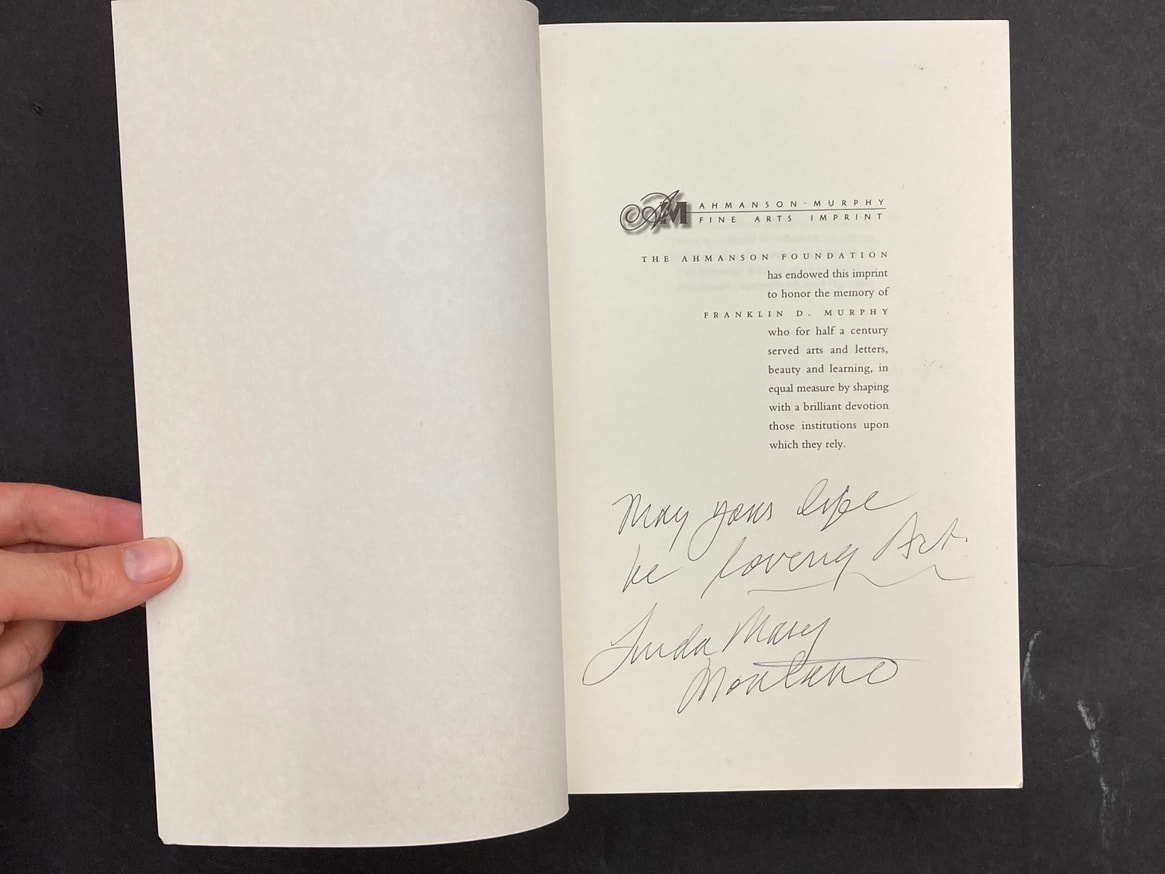 AM
AHMANSON · MURPHY
FINE ARTS IMPRINT
THE AHMANSON FOUNDATION
has endowed this imprint
to honor the memory of
FRANKLIN D. MURPHY
who for half a century
served arts and letters,
beauty and learning, in
equal measure by shaping
with a brilliant devotion
those institutions upon
which they rely.
May your life
be loving Art.
Linda Mary
Montano